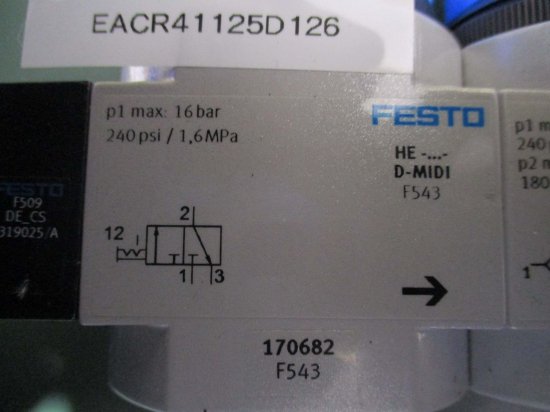 EACR41125D126
p1 max: 16 bar
240 psi / 1,6 MPa
FESTO
HE -...-
D-MIDI
F543
2
12
1 3
170682
F543
FESTO
F509
DE_CS
319025/A
p1 m
240
p2 m
180
1